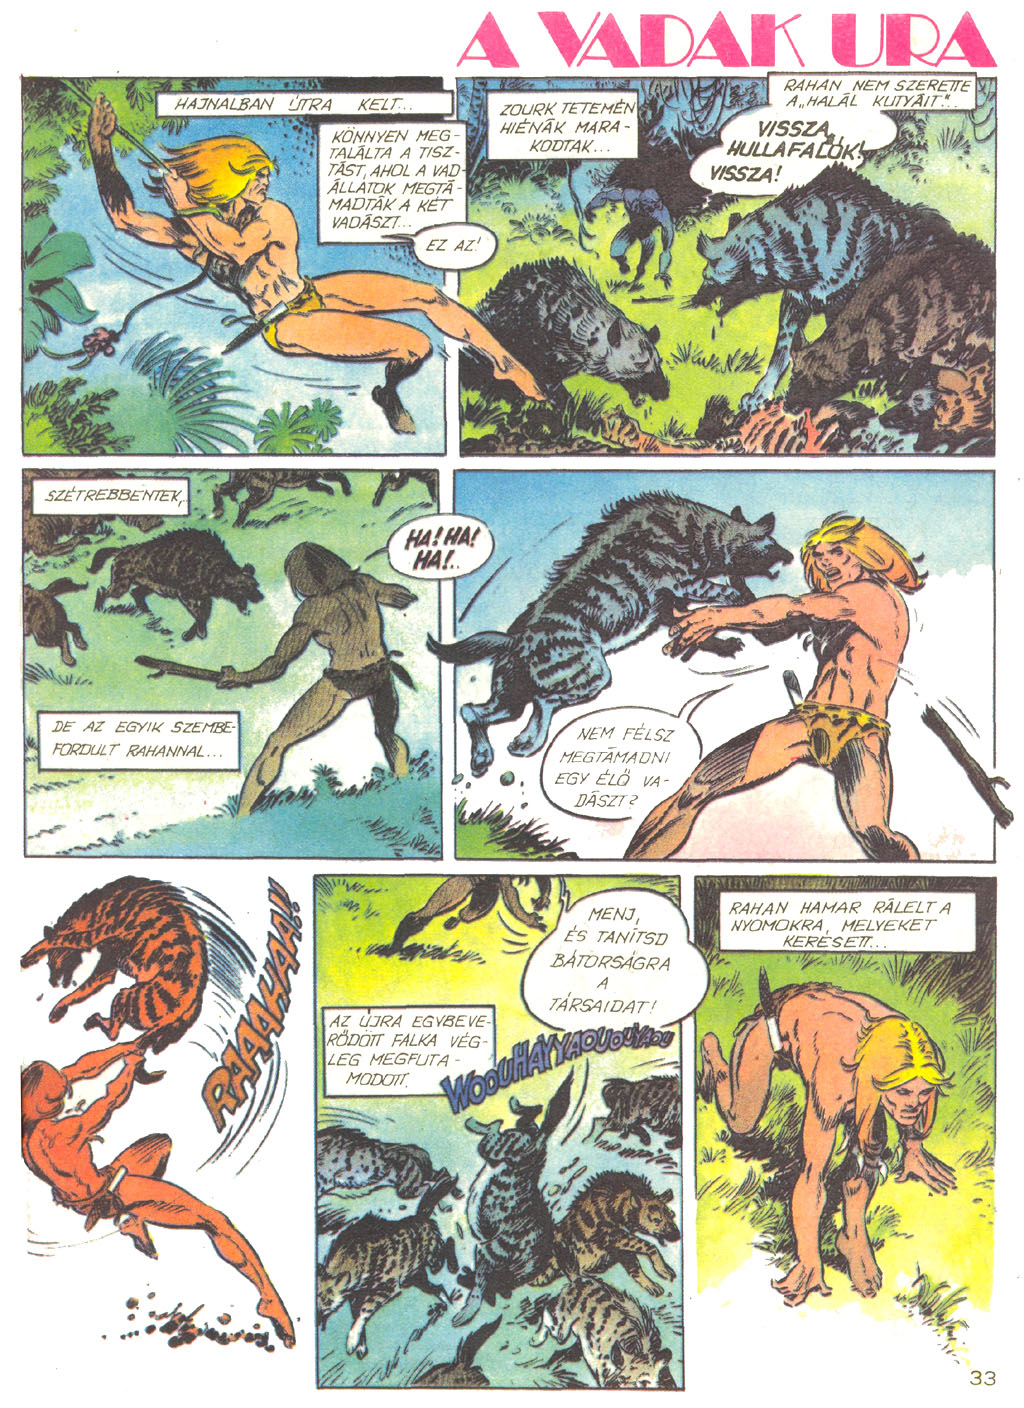 A VADAK URA
HAJNALBAN ÚTRA KELT...
KÖNNYEN MEG-
TALÁLTA A TISZ-
TÁST, AHOL A VAD-
ÁLLATOK MEGTÁ-
MADTÁK A KÉT
VADÁSZT...
EZ AZ!
ZOURK TETEMÉN
HIÉNÁK MARA-
KODTAK...
RAHAN NEM SZERETTE
A „HALÁL KUTYÁIT"...
VISSZA,
HULLAFALÓK!
VISSZA!
SZÉTREBBENTEK,
HA! HA!
HA!..
DE AZ EGYIK SZEMBE-
FORDULT RAHANNAL...
NEM FÉLSZ
MEGTÁMADNI
EGY ÉLŐ VA-
DÁSZT?
RAAAHAA!!
MENJ,
ÉS TANÍTSD
BÁTORSÁGRA
A
TÁRSAIDAT!
AZ ÚJRA EGYBEVE-
RŐDÖTT FALKA VÉG-
LEG MEGFUTA-
MODOTT.
WOOUHAYYAOUOUÜYAOU
RAHAN HAMAR RÁLELT A
NYOMOKRA, MELYEKET
KERESETT...
33